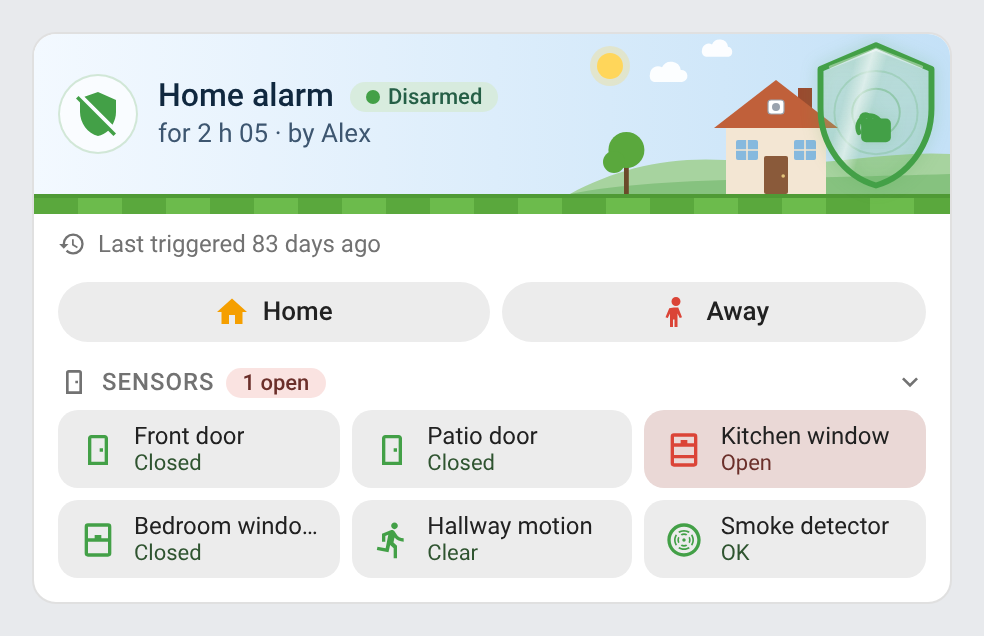 Home alarm
Disarmed
for 2 h 05 · by Alex
Last triggered 83 days ago
Home
Away
SENSORS
1 open
Front door
Closed
Patio door
Closed
Kitchen window
Open
Bedroom windo...
Closed
Hallway motion
Clear
Smoke detector
OK